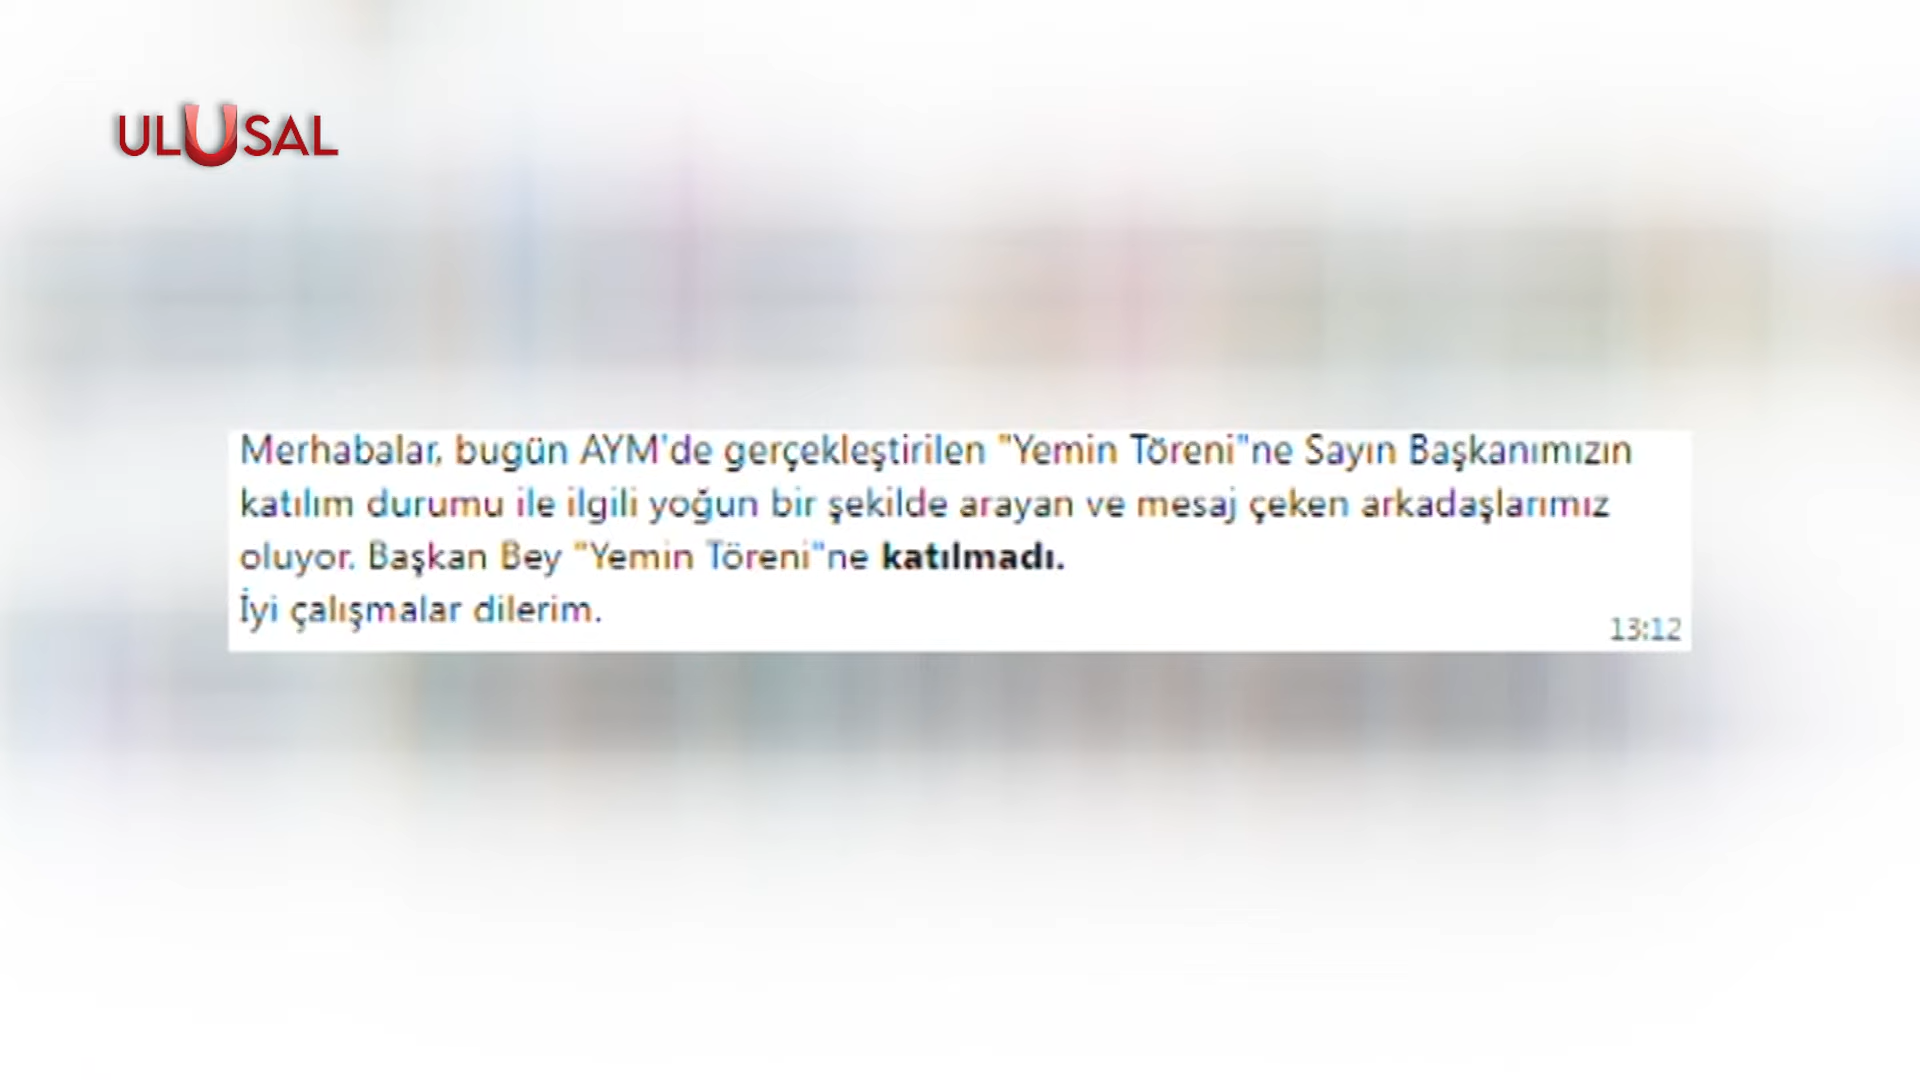 ULUSAL
Merhabalar, bugün AYM'de gerçekleştirilen "Yemin Töreni"ne Sayın Başkanımızın
katılım durumu ile ilgili yoğun bir şekilde arayan ve mesaj çeken arkadaşlarımız
oluyor. Başkan Bey "Yemin Töreni"ne katılmadı.
İyi çalışmalar dilerim.
13:12